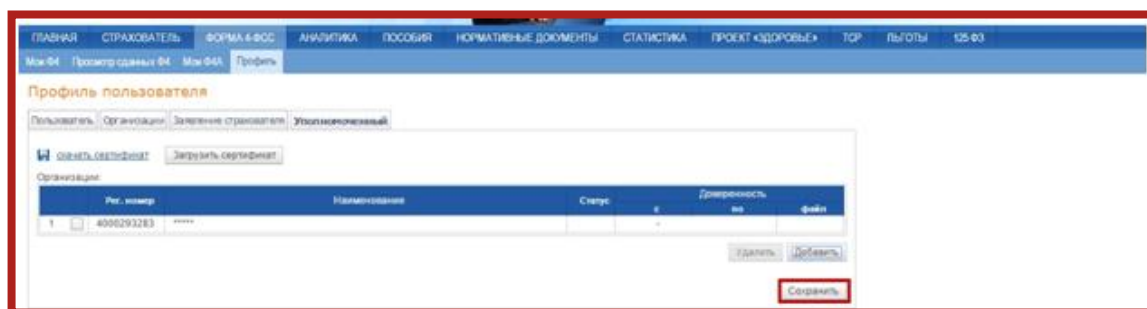 ГЛАВНАЯ СТРАХОВАТЕЛЬ ФОРМА 4-ФСС АНАЛИТИКА ПОСОБИЯ НОРМАТИВНЫЕ ДОКУМЕНТЫ СТАТИСТИКА ПРОЕКТ «ЗДОРОВЬЕ» ТСР ЛЬГОТЫ 125-ФЗ
Мои Ф4 Просмотр сданных Ф4 Мои Ф4А Профиль
Профиль пользователя
Пользователь Организации Заявление страхователя Уполномоченный
скачать сертификат Загрузить сертификат
Организации:
Рег. номер Наименование Статус Доверенность
с по файл
1 4000293283 ***** -
Удалить Добавить
Сохранить